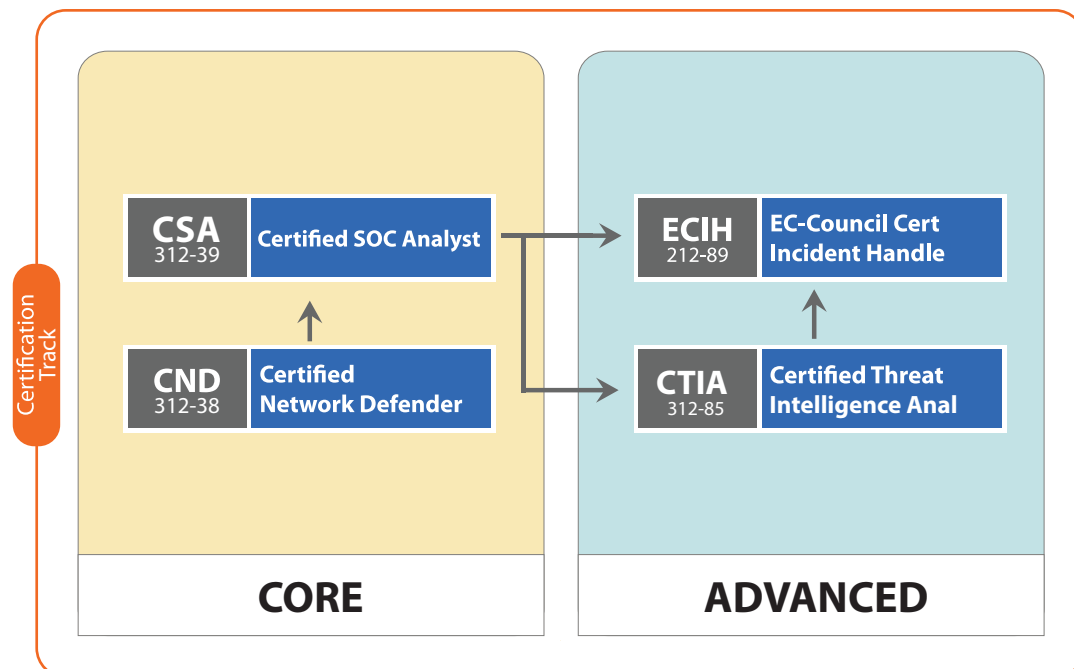 Certification
Track
CSA
312-39
Certified SOC Analyst
CND
312-38
Certified
Network Defender
CORE
ECIH
212-89
EC-Council Cert
Incident Handle
CTIA
312-85
Certified Threat
Intelligence Anal
ADVANCED